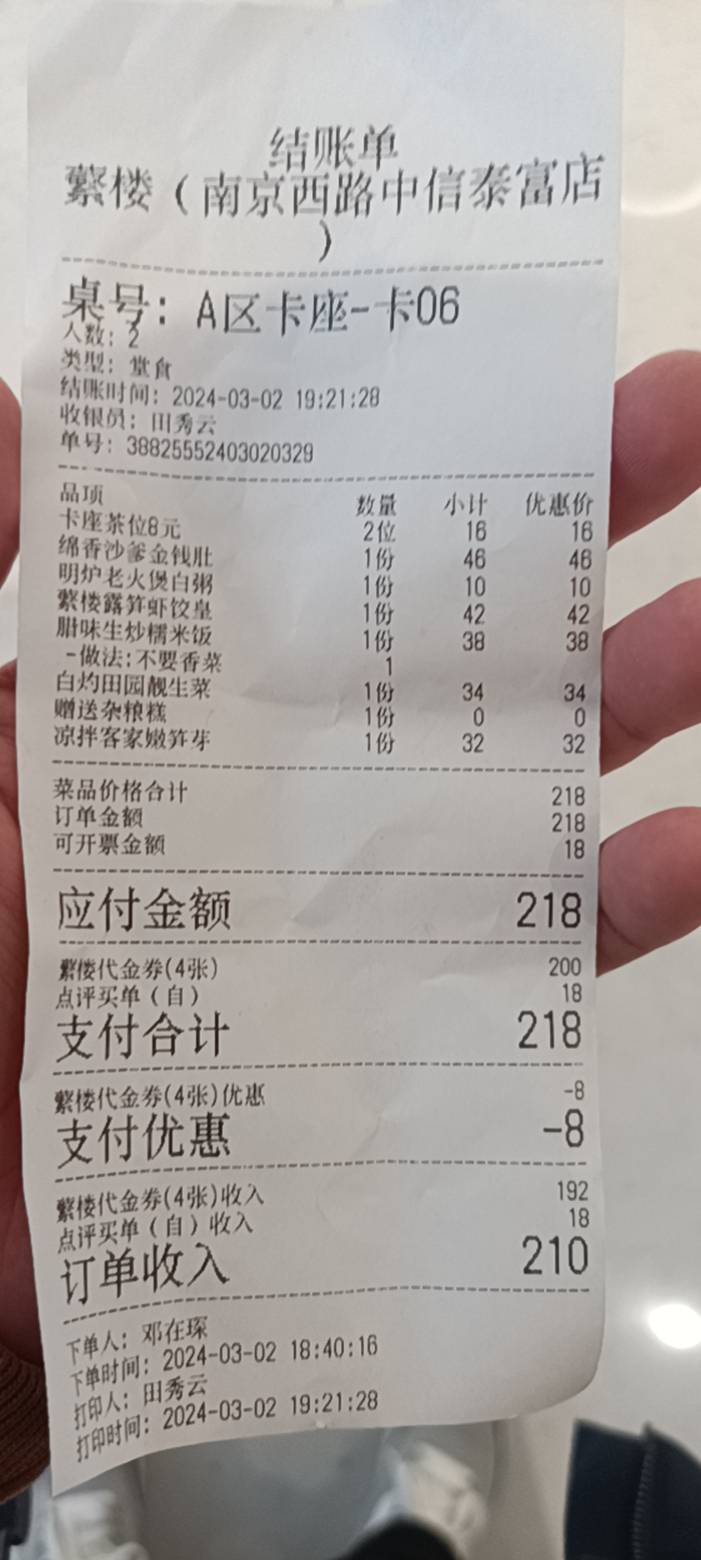 结账单
蘩楼（南京西路中信泰富店
）
桌号: A区卡座-卡06
人数: 2
类型: 堂食
结账时间: 2024-03-02 19:21:28
收银员: 田秀云
单号: 38825552403020329
品项 数量 小计 优惠价
卡座茶位8元 2位 16 16
绵香沙爹金钱肚 1份 46 46
明炉老火煲白粥 1份 10 10
蘩楼露笋虾饺皇 1份 42 42
腊味生炒糯米饭 1份 38 38
-做法:不要香菜 1
白灼田园靓生菜 1份 34 34
赠送杂粮糕 1份 0 0
凉拌客家嫩笋芽 1份 32 32
菜品价格合计 218
订单金额 218
可开票金额 18
应付金额 218
蘩楼代金券(4张) 200
点评买单（自） 18
支付合计 218
蘩楼代金券(4张)优惠 -8
支付优惠 -8
蘩楼代金券(4张)收入 192
点评买单（自）收入 18
订单收入 210
下单人: 邓在琛
下单时间: 2024-03-02 18:40:16
打印人: 田秀云
打印时间: 2024-03-02 19:21:28